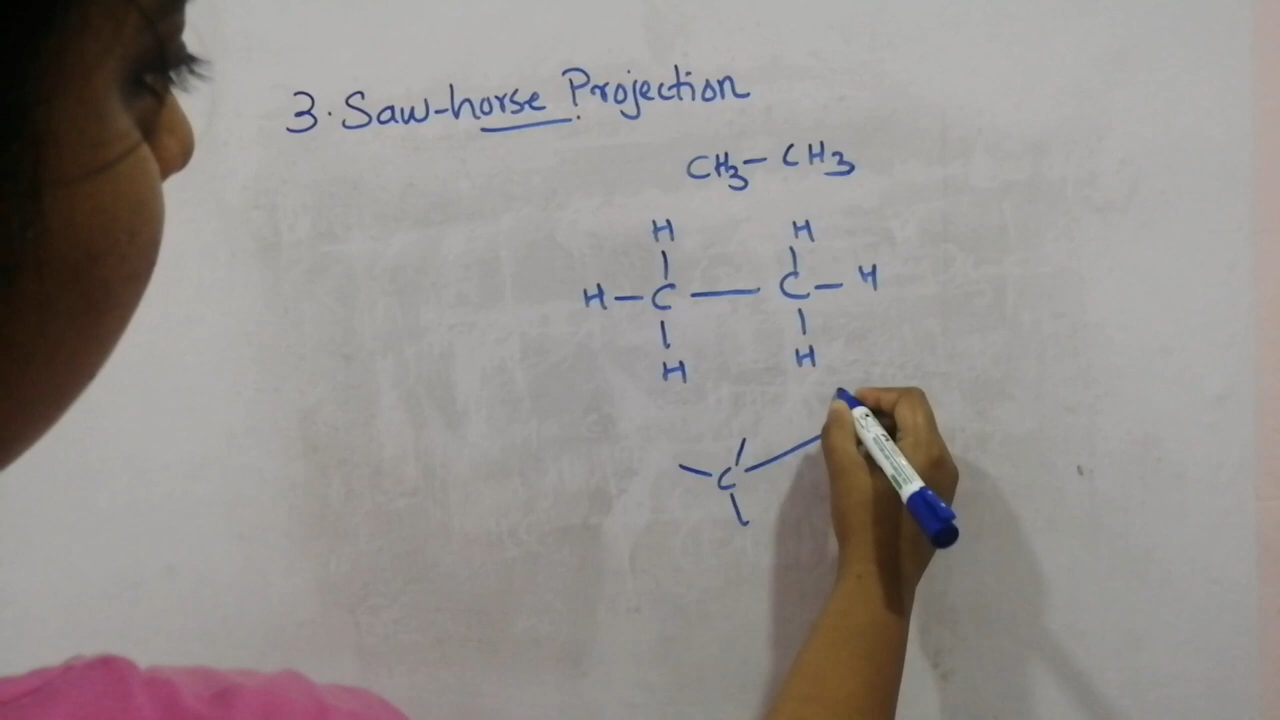 3. Saw-horse Projection
CH3 - CH3
H H
H - C — C - H
H H
C